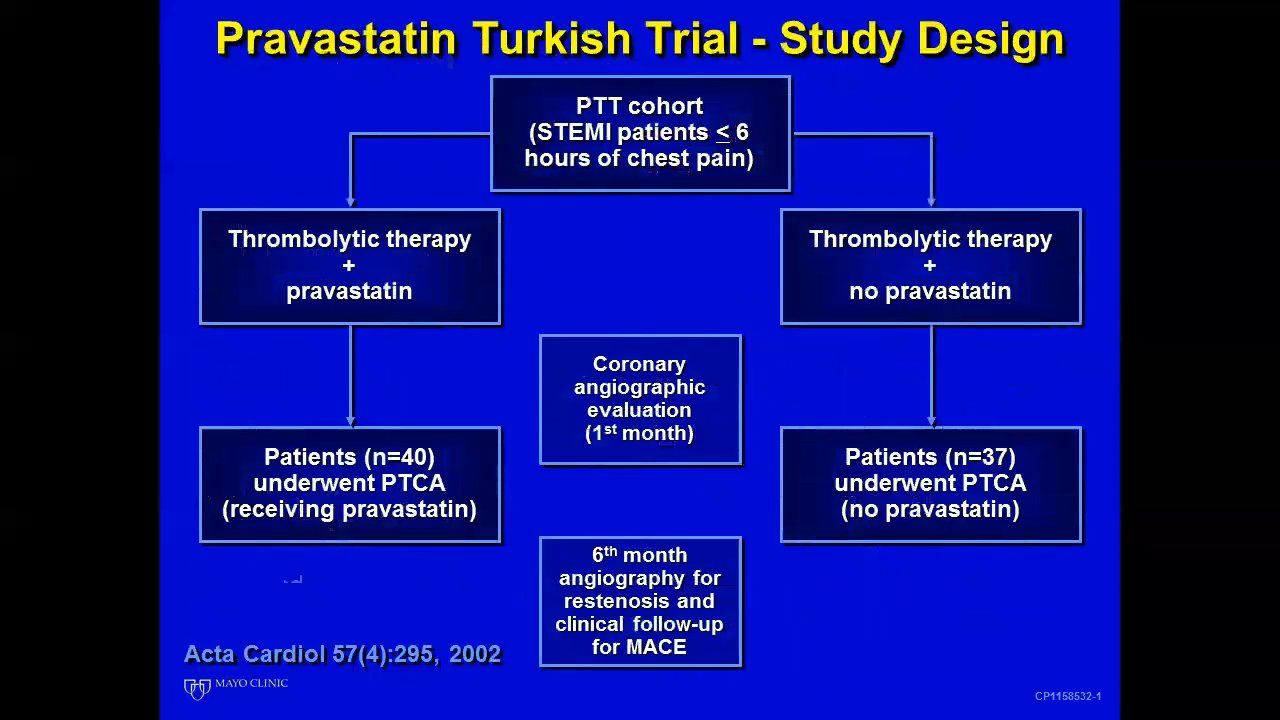 Pravastatin Turkish Trial - Study Design
PTT cohort
(STEMI patients ≤ 6
hours of chest pain)
Thrombolytic therapy
+
pravastatin
Thrombolytic therapy
+
no pravastatin
Coronary
angiographic
evaluation
(1st month)
Patients (n=40)
underwent PTCA
(receiving pravastatin)
Patients (n=37)
underwent PTCA
(no pravastatin)
6th month
angiography for
restenosis and
clinical follow-up
for MACE
Acta Cardiol 57(4):295, 2002
MAYO CLINIC
CP1158532-1